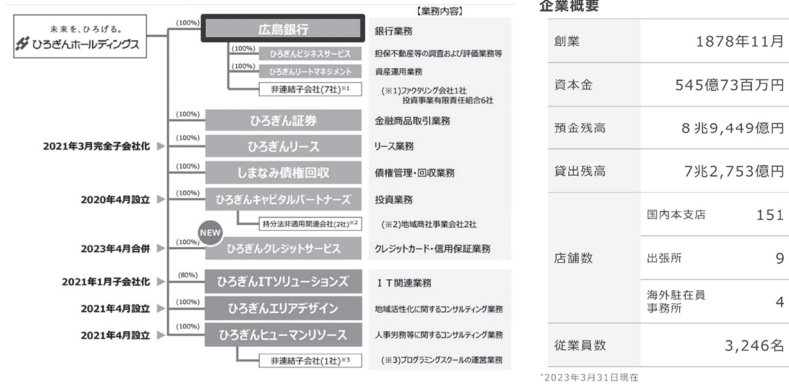 【業務内容】
未来を、ひろげる。
ひろぎんホールディングス
(100%) 広島銀行 銀行業務
(100%) ひろぎんビジネスサービス 担保不動産等の調査および評価業務等
(100%) ひろぎんリートマネジメント 資産運用業務
非連結子会社(7社)※1 (※1)ファクタリング会社1社
投資事業有限責任組合6社
(100%) ひろぎん証券 金融商品取引業務
2021年3月完全子会社化 (100%) ひろぎんリース リース業務
(100%) しまなみ債権回収 債権管理・回収業務
2020年4月設立 (100%) ひろぎんキャピタルパートナーズ 投資業務
持分法非適用関連会社(2社)※2 (※2)地域商社事業会社2社
NEW
2023年4月合併 (100%) ひろぎんクレジットサービス クレジットカード・信用保証業務
2021年1月子会社化 (80%) ひろぎんITソリューションズ IT関連業務
2021年4月設立 (100%) ひろぎんエリアデザイン 地域活性化に関するコンサルティング業務
2021年4月設立 (100%) ひろぎんヒューマンリソース 人事労務等に関するコンサルティング業務
非連結子会社(1社)※3 (※3)プログラミングスクールの運営業務
企業概要
創業 1878年11月
資本金 545億73百万円
預金残高 8兆9,449億円
貸出残高 7兆2,753億円
店舗数
国内本支店 151
出張所 9
海外駐在員
事務所 4
従業員数 3,246名
*2023年3月31日現在